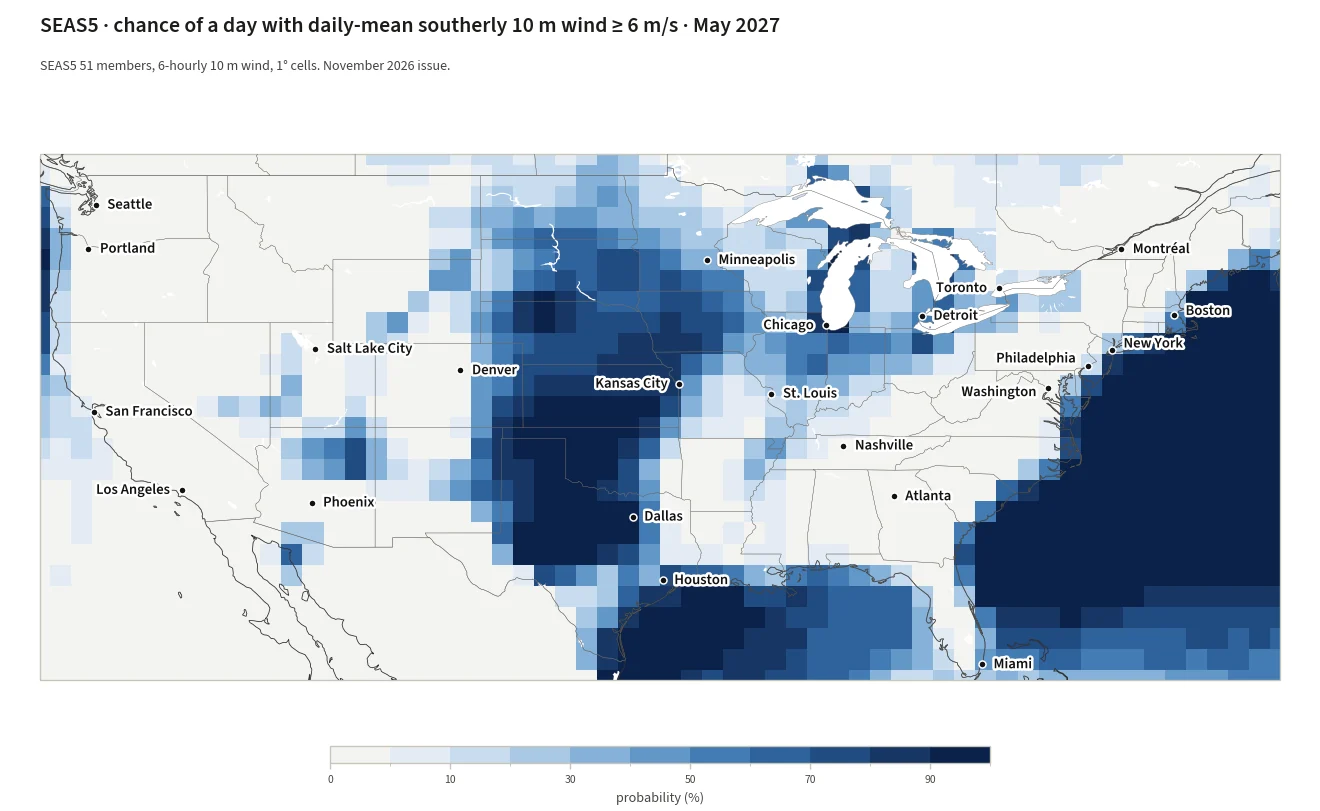 SEAS5 · chance of a day with daily-mean southerly 10 m wind ≥ 6 m/s · May 2027
SEAS5 51 members, 6-hourly 10 m wind, 1° cells. November 2026 issue.
Seattle
Portland
Montréal
Minneapolis
Toronto
Boston
Detroit
Chicago
New York
Salt Lake City
Philadelphia
Denver
Kansas City
Washington
St. Louis
San Francisco
Nashville
Los Angeles
Atlanta
Phoenix
Dallas
Houston
Miami
0 10 30 50 70 90
probability (%)